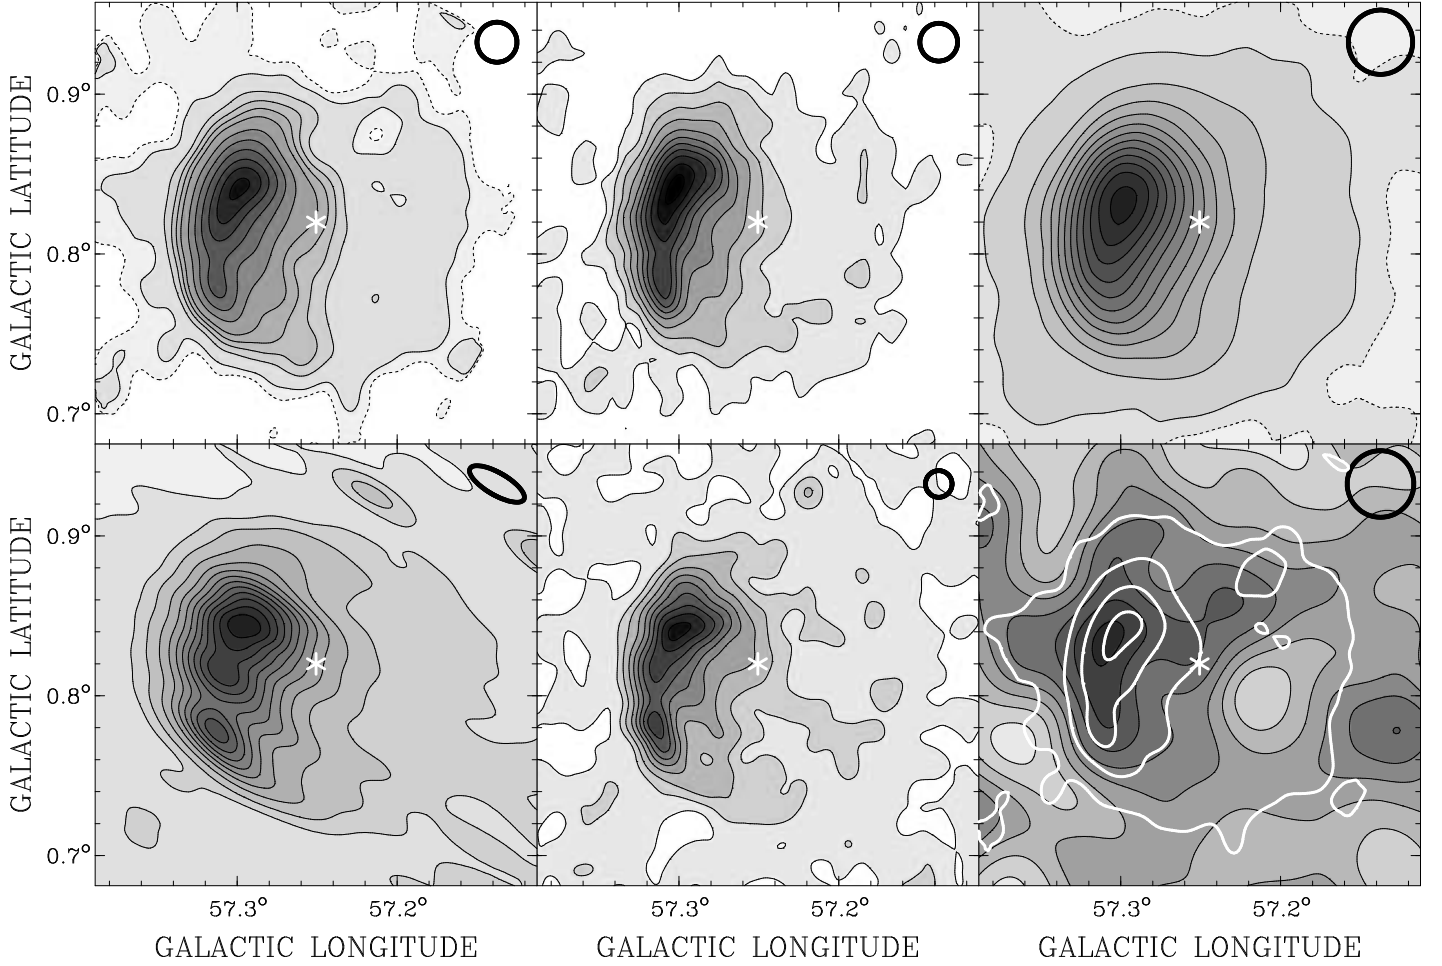 GALACTIC LATITUDE
0.9°
0.8°
0.7°
GALACTIC LATITUDE
0.9°
0.8°
0.7°
57.3° 57.2° 57.3° 57.2° 57.3° 57.2°
GALACTIC LONGITUDE GALACTIC LONGITUDE GALACTIC LONGITUDE